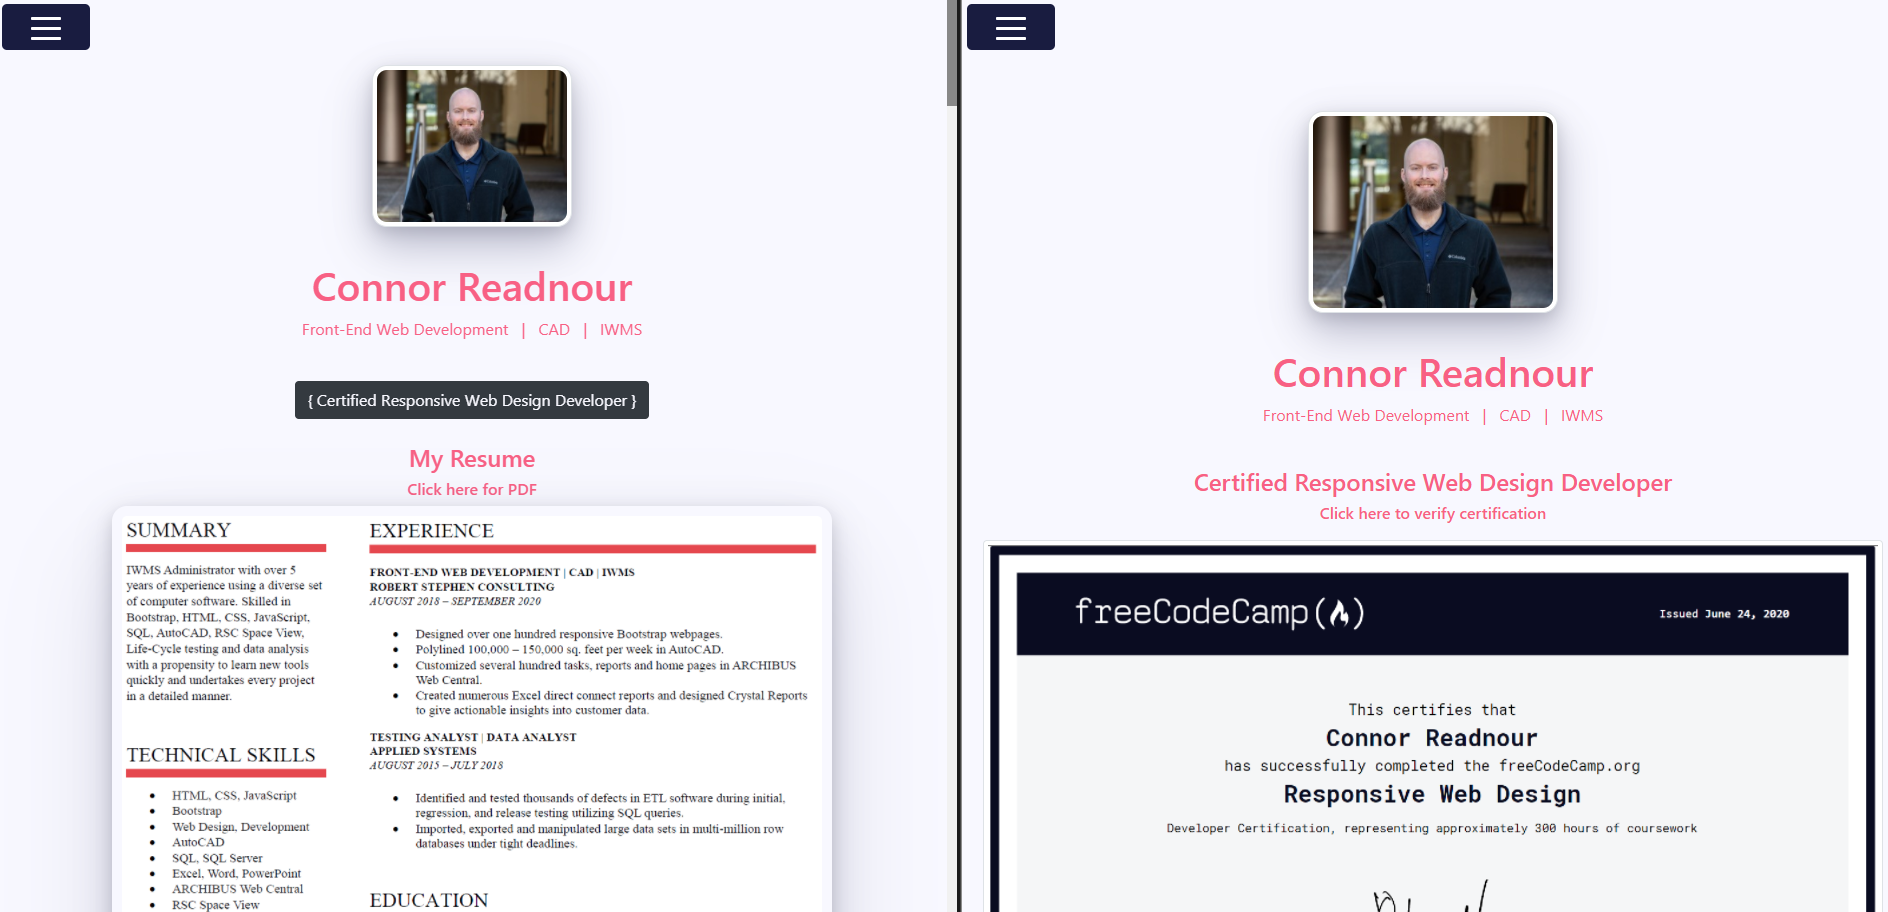 Connor Readnour
Front-End Web Development | CAD | IWMS
{ Certified Responsive Web Design Developer }
My Resume
Click here for PDF
SUMMARY
IWMS Administrator with over 5
years of experience using a diverse set
of computer software. Skilled in
Bootstrap, HTML, CSS, JavaScript,
SQL, AutoCAD, RSC Space View,
Life-Cycle testing and data analysis
with a propensity to learn new tools
quickly and undertakes every project
in a detailed manner.
TECHNICAL SKILLS
• HTML, CSS, JavaScript
• Bootstrap
• Web Design, Development
• AutoCAD
• SQL, SQL Server
• Excel, Word, PowerPoint
• ARCHIBUS Web Central
• RSC Space View
EXPERIENCE
FRONT-END WEB DEVELOPMENT | CAD | IWMS
ROBERT STEPHEN CONSULTING
AUGUST 2018 – SEPTEMBER 2020
• Designed over one hundred responsive Bootstrap webpages.
• Polylined 100,000 – 150,000 sq. feet per week in AutoCAD.
• Customized several hundred tasks, reports and home pages in ARCHIBUS
Web Central.
• Created numerous Excel direct connect reports and designed Crystal Reports
to give actionable insights into customer data.
TESTING ANALYST | DATA ANALYST
APPLIED SYSTEMS
AUGUST 2015 – JULY 2018
• Identified and tested thousands of defects in ETL software during initial,
regression, and release testing utilizing SQL queries.
• Imported, exported and manipulated large data sets in multi-million row
databases under tight deadlines.
EDUCATION
Connor Readnour
Front-End Web Development | CAD | IWMS
Certified Responsive Web Design Developer
Click here to verify certification
freeCodeCamp
Issued June 24, 2020
This certifies that
Connor Readnour
has successfully completed the freeCodeCamp.org
Responsive Web Design
Developer Certification, representing approximately 300 hours of coursework